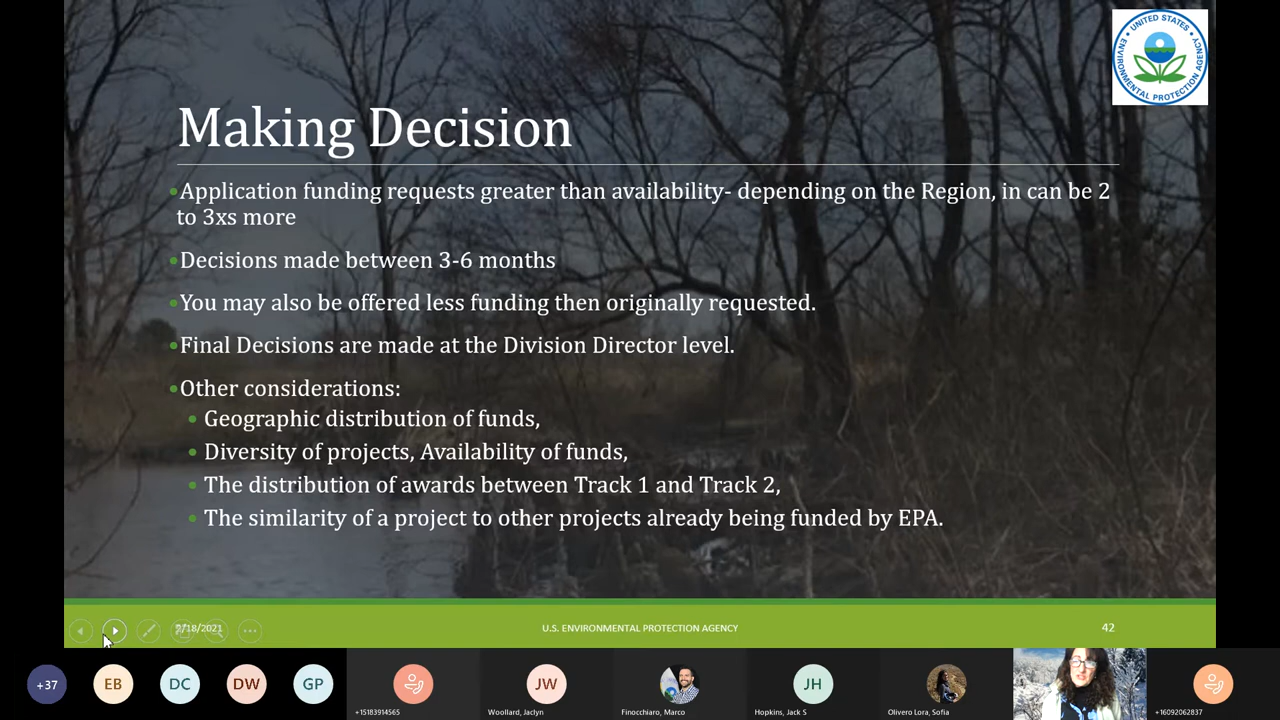 UNITED STATES
ENVIRONMENTAL PROTECTION AGENCY
Making Decision
•Application funding requests greater than availability- depending on the Region, in can be 2
to 3xs more
•Decisions made between 3-6 months
•You may also be offered less funding then originally requested.
•Final Decisions are made at the Division Director level.
•Other considerations:
• Geographic distribution of funds,
• Diversity of projects, Availability of funds,
• The distribution of awards between Track 1 and Track 2,
• The similarity of a project to other projects already being funded by EPA.
/18/2021
U.S. ENVIRONMENTAL PROTECTION AGENCY
42
+37
EB
DC
DW
GP
JW
JH
+15183914565
Woollard, Jaclyn
Finocchiaro, Marco
Hopkins, Jack S
Olivero Lora, Sofia
+16092062837